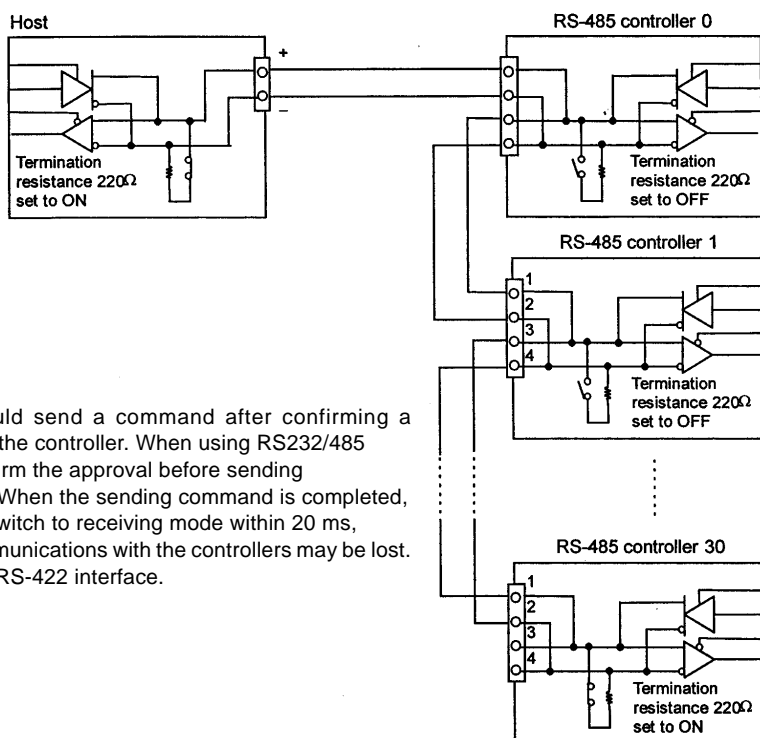 Host
+
−
Termination
resistance 220Ω
set to ON
RS-485 controller 0
Termination
resistance 220Ω
set to OFF
RS-485 controller 1
1
2
3
4
Termination
resistance 220Ω
set to OFF
send a command after confirming a
the controller. When using RS232/485
the approval before sending
When the sending command is completed,
to receiving mode within 20 ms,
with the controllers may be lost.
RS-422 interface.
RS-485 controller 30
1
2
3
4
Termination
resistance 220Ω
set to ON